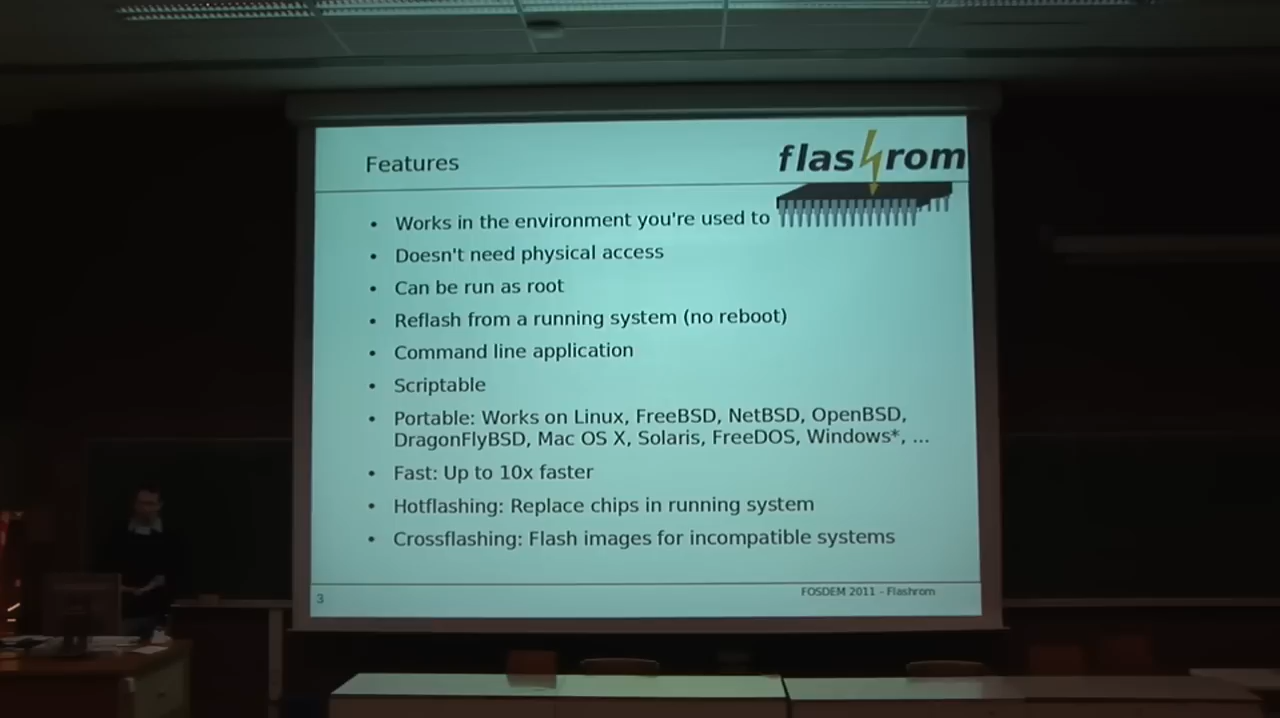 Features
flashrom
• Works in the environment you're used to
• Doesn't need physical access
• Can be run as root
• Reflash from a running system (no reboot)
• Command line application
• Scriptable
• Portable: Works on Linux, FreeBSD, NetBSD, OpenBSD,
DragonFlyBSD, Mac OS X, Solaris, FreeDOS, Windows*, ...
• Fast: Up to 10x faster
• Hotflashing: Replace chips in running system
• Crossflashing: Flash images for incompatible systems
3
FOSDEM 2011 - Flashrom